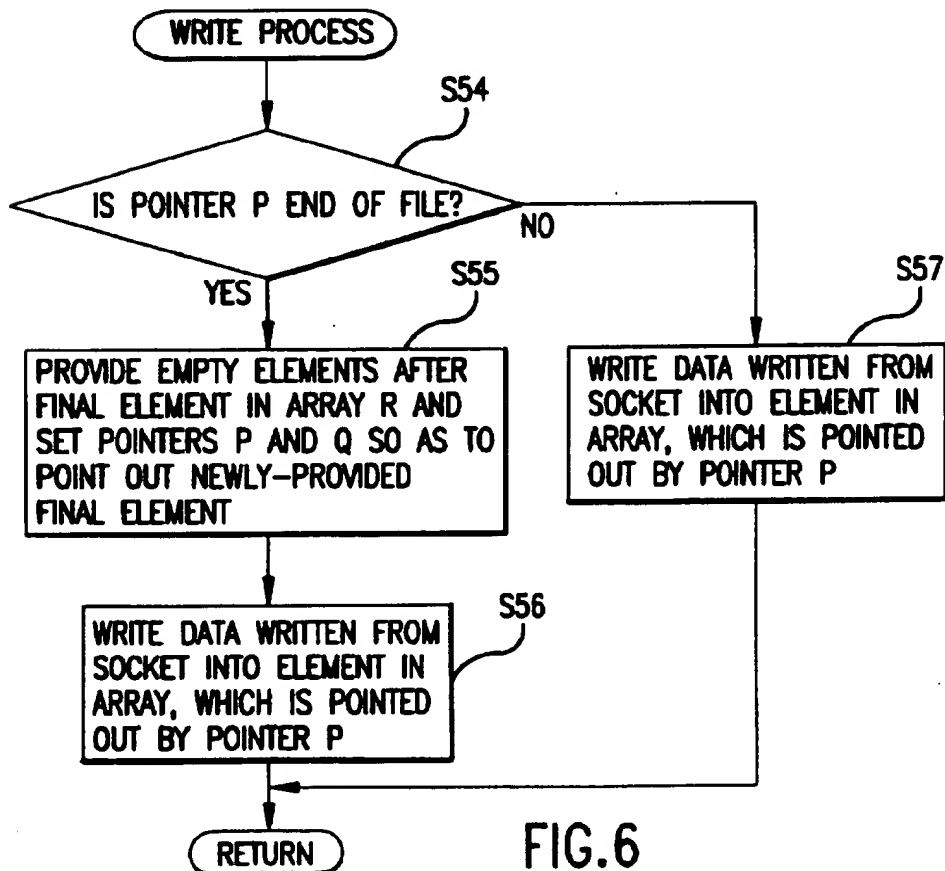 WRITE PROCESS
S54
IS POINTER P END OF FILE?
NO
YES
S55
PROVIDE EMPTY ELEMENTS AFTER
FINAL ELEMENT IN ARRAY R AND
SET POINTERS P AND Q SO AS TO
POINT OUT NEWLY-PROVIDED
FINAL ELEMENT
S57
WRITE DATA WRITTEN FROM
SOCKET INTO ELEMENT IN
ARRAY, WHICH IS POINTED
OUT BY POINTER P
S56
WRITE DATA WRITTEN FROM
SOCKET INTO ELEMENT IN
ARRAY, WHICH IS POINTED
OUT BY POINTER P
RETURN
FIG.6